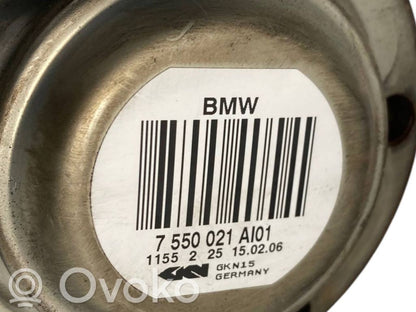 BMW
7 550 021 AI01
1155 2 25 15.02.06
GKN GKN15
GERMANY
Ovoko